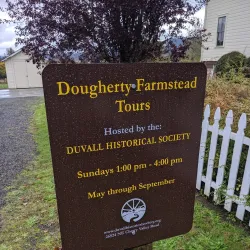 Dougherty Farmstead
Tours
Hosted by the:
DUVALL HISTORICAL SOCIETY
Sundays 1:00 pm - 4:00 pm
May through September